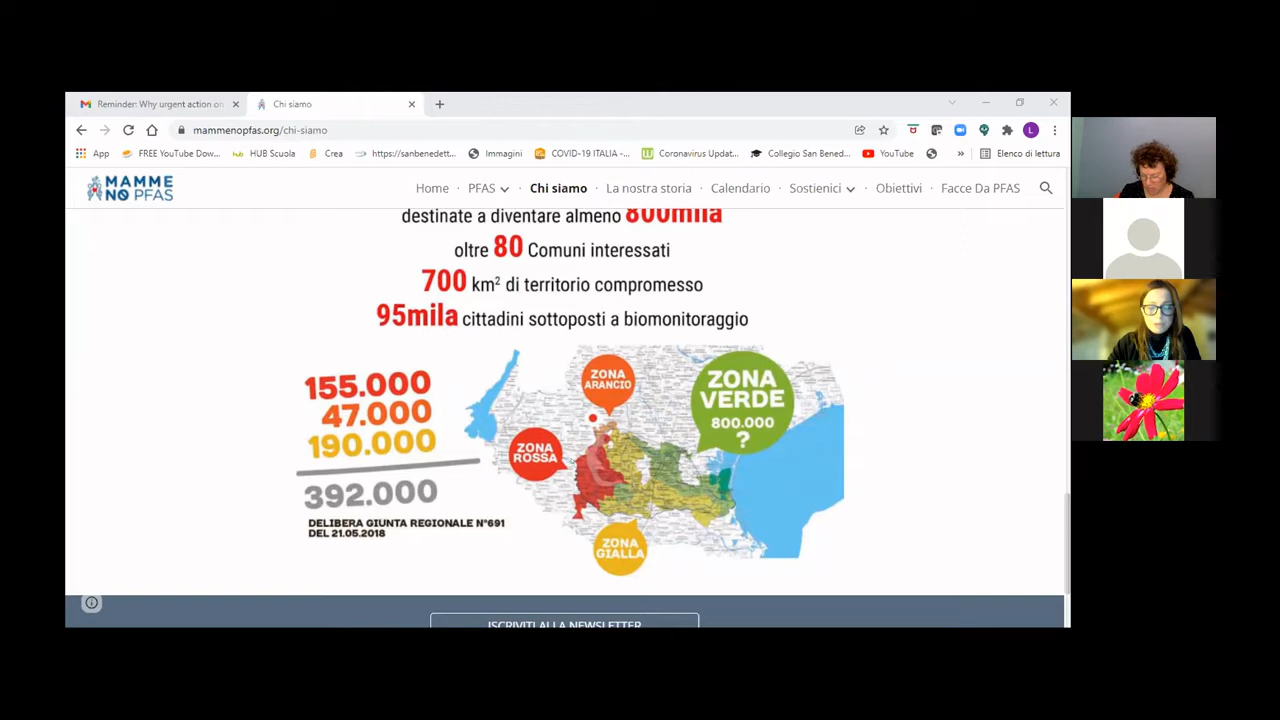 Reminder: Why urgent action on
Chi siamo
mammenopfas.org/chi-siamo
App
FREE YouTube Dow...
HUB Scuola
Crea
https://sanbenedett...
Immagini
COVID-19 ITALIA -...
Coronavirus Updat...
Collegio San Bened...
YouTube
»
Elenco di lettura
MAMME NO PFAS
Home
PFAS
Chi siamo
La nostra storia
Calendario
Sostienici
Obiettivi
Facce Da PFAS
destinate a diventare almeno 800mila
oltre 80 Comuni interessati
700 km² di territorio compromesso
95mila cittadini sottoposti a biomonitoraggio
155.000
47.000
190.000
392.000
DELIBERA GIUNTA REGIONALE N°691
DEL 21.05.2018
ZONA
ARANCIO
ZONA
VERDE
800.000
?
ZONA
ROSSA
ZONA
GIALLA
ISCRIVITI ALLA NEWSLETTER